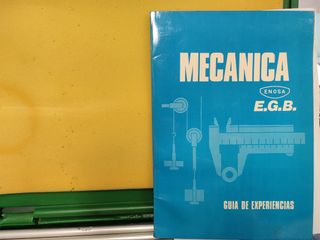 MECANICA
ENOSA
E.G.B.
GUIA DE EXPERIENCIAS